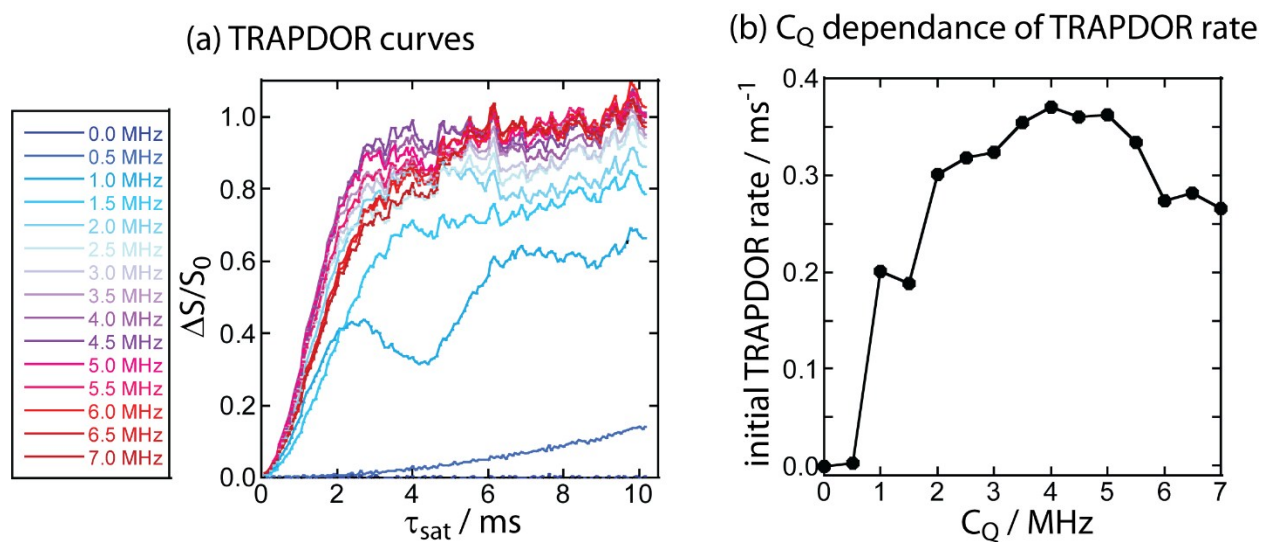 (a) TRAPDOR curves
0.0 MHz
0.5 MHz
1.0 MHz
1.5 MHz
2.0 MHz
2.5 MHz
3.0 MHz
3.5 MHz
4.0 MHz
4.5 MHz
5.0 MHz
5.5 MHz
6.0 MHz
6.5 MHz
7.0 MHz
ΔS/S₀
1.0
0.8
0.6
0.4
0.2
0.0
0 2 4 6 8 10
τsat / ms
(b) CQ dependance of TRAPDOR rate
initial TRAPDOR rate / ms⁻¹
0.4
0.3
0.2
0.1
0.0
0 1 2 3 4 5 6 7
CQ / MHz